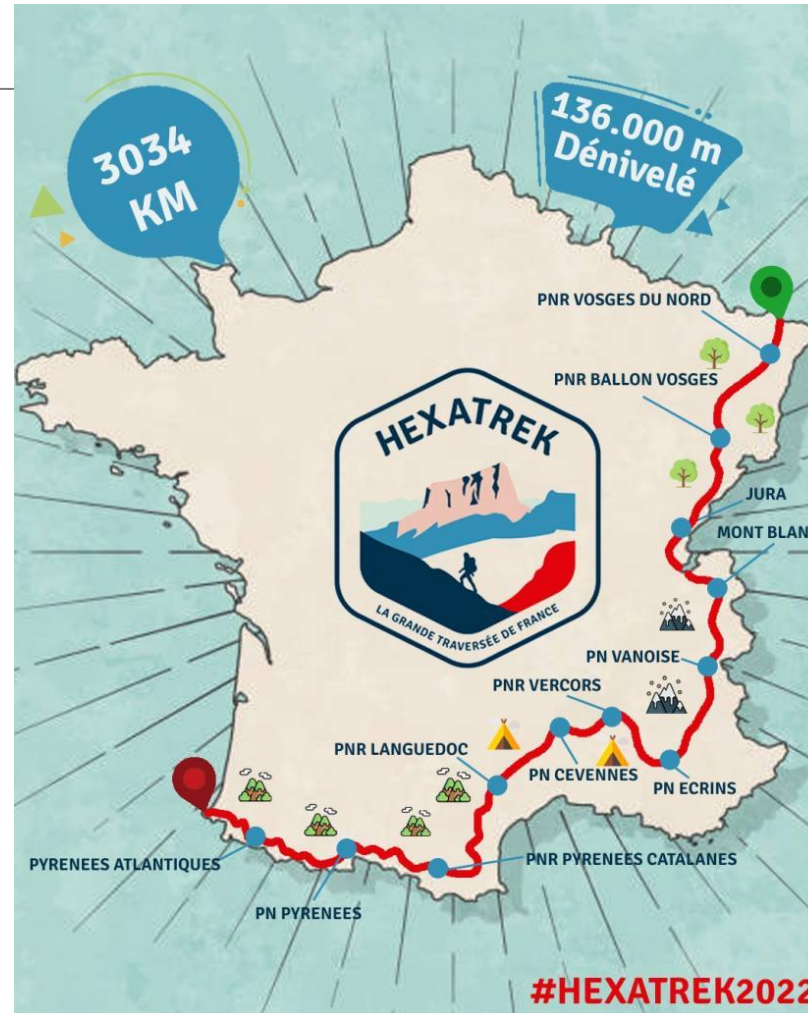 3034
KM
136.000 m
Dénivelé
PNR VOSGES DU NORD
PNR BALLON VOSGES
HEXATREK
JURA
MONT BLAN
LA GRANDE TRAVERSÉE DE FRANCE
PN VANOISE
PNR VERCORS
PNR LANGUEDOC
PN CEVENNES
PN ECRINS
PYRENEES ATLANTIQUES
PNR PYRENEES CATALANES
PN PYRENEES
#HEXATREK2022